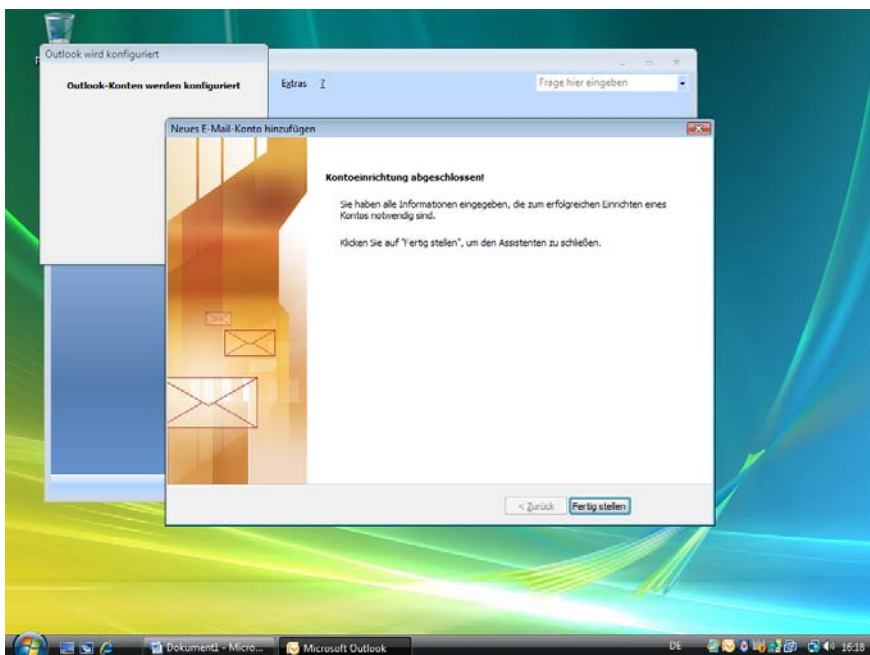 Outlook wird konfiguriert
Outlook-Konten werden konfiguriert
Extras ?
Frage hier eingeben
Neues E-Mail-Konto hinzufügen
Kontoeinrichtung abgeschlossen!
Sie haben alle Informationen eingegeben, die zum erfolgreichen Einrichten eines
Kontos notwendig sind.
Klicken Sie auf "Fertig stellen", um den Assistenten zu schließen.
< Zurück
Fertig stellen
Dokument1 - Micro...
Microsoft Outlook
DE
16:18